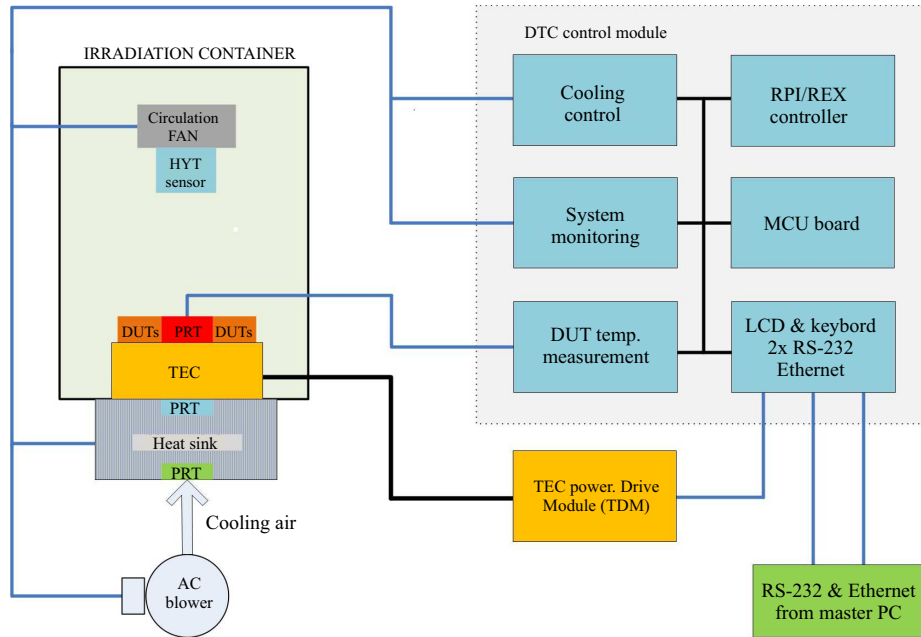 DTC control module
IRRADIATION CONTAINER
Circulation
FAN
HYT
sensor
Cooling
control
RPI/REX
controller
System
monitoring
MCU board
DUTs
PRT
DUTs
TEC
DUT temp.
measurement
LCD & keybord
2x RS-232
Ethernet
PRT
Heat sink
PRT
TEC power. Drive
Module (TDM)
Cooling air
AC
blower
RS-232 & Ethernet
from master PC